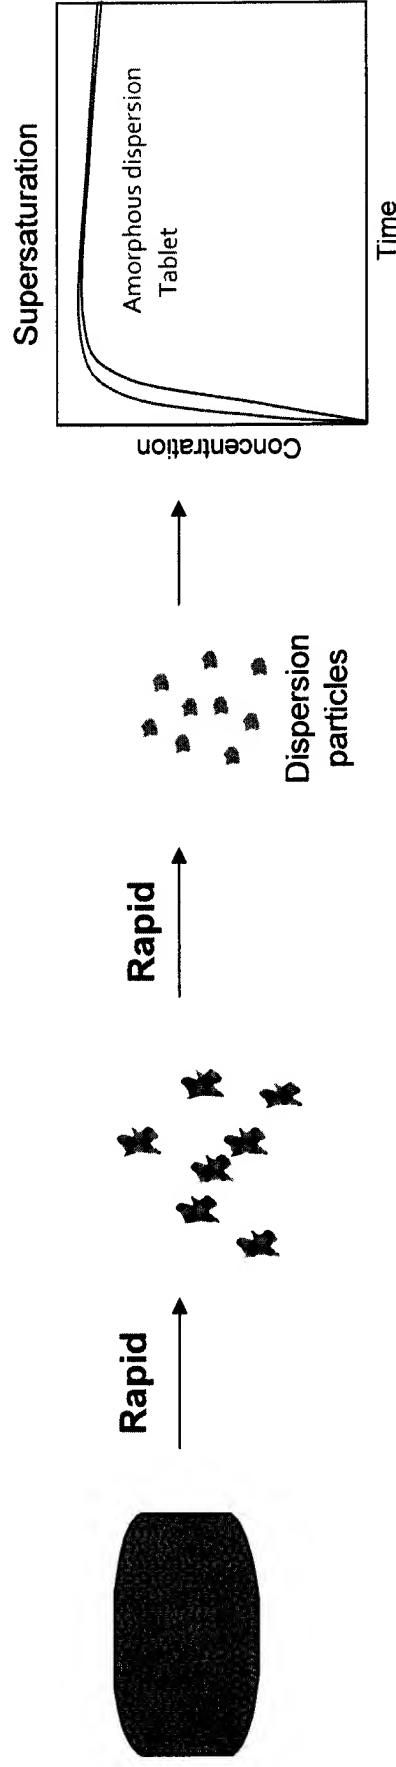 Rapid
Rapid
Dispersion
particles
Supersaturation
Concentration
Amorphous dispersion
Tablet
Time